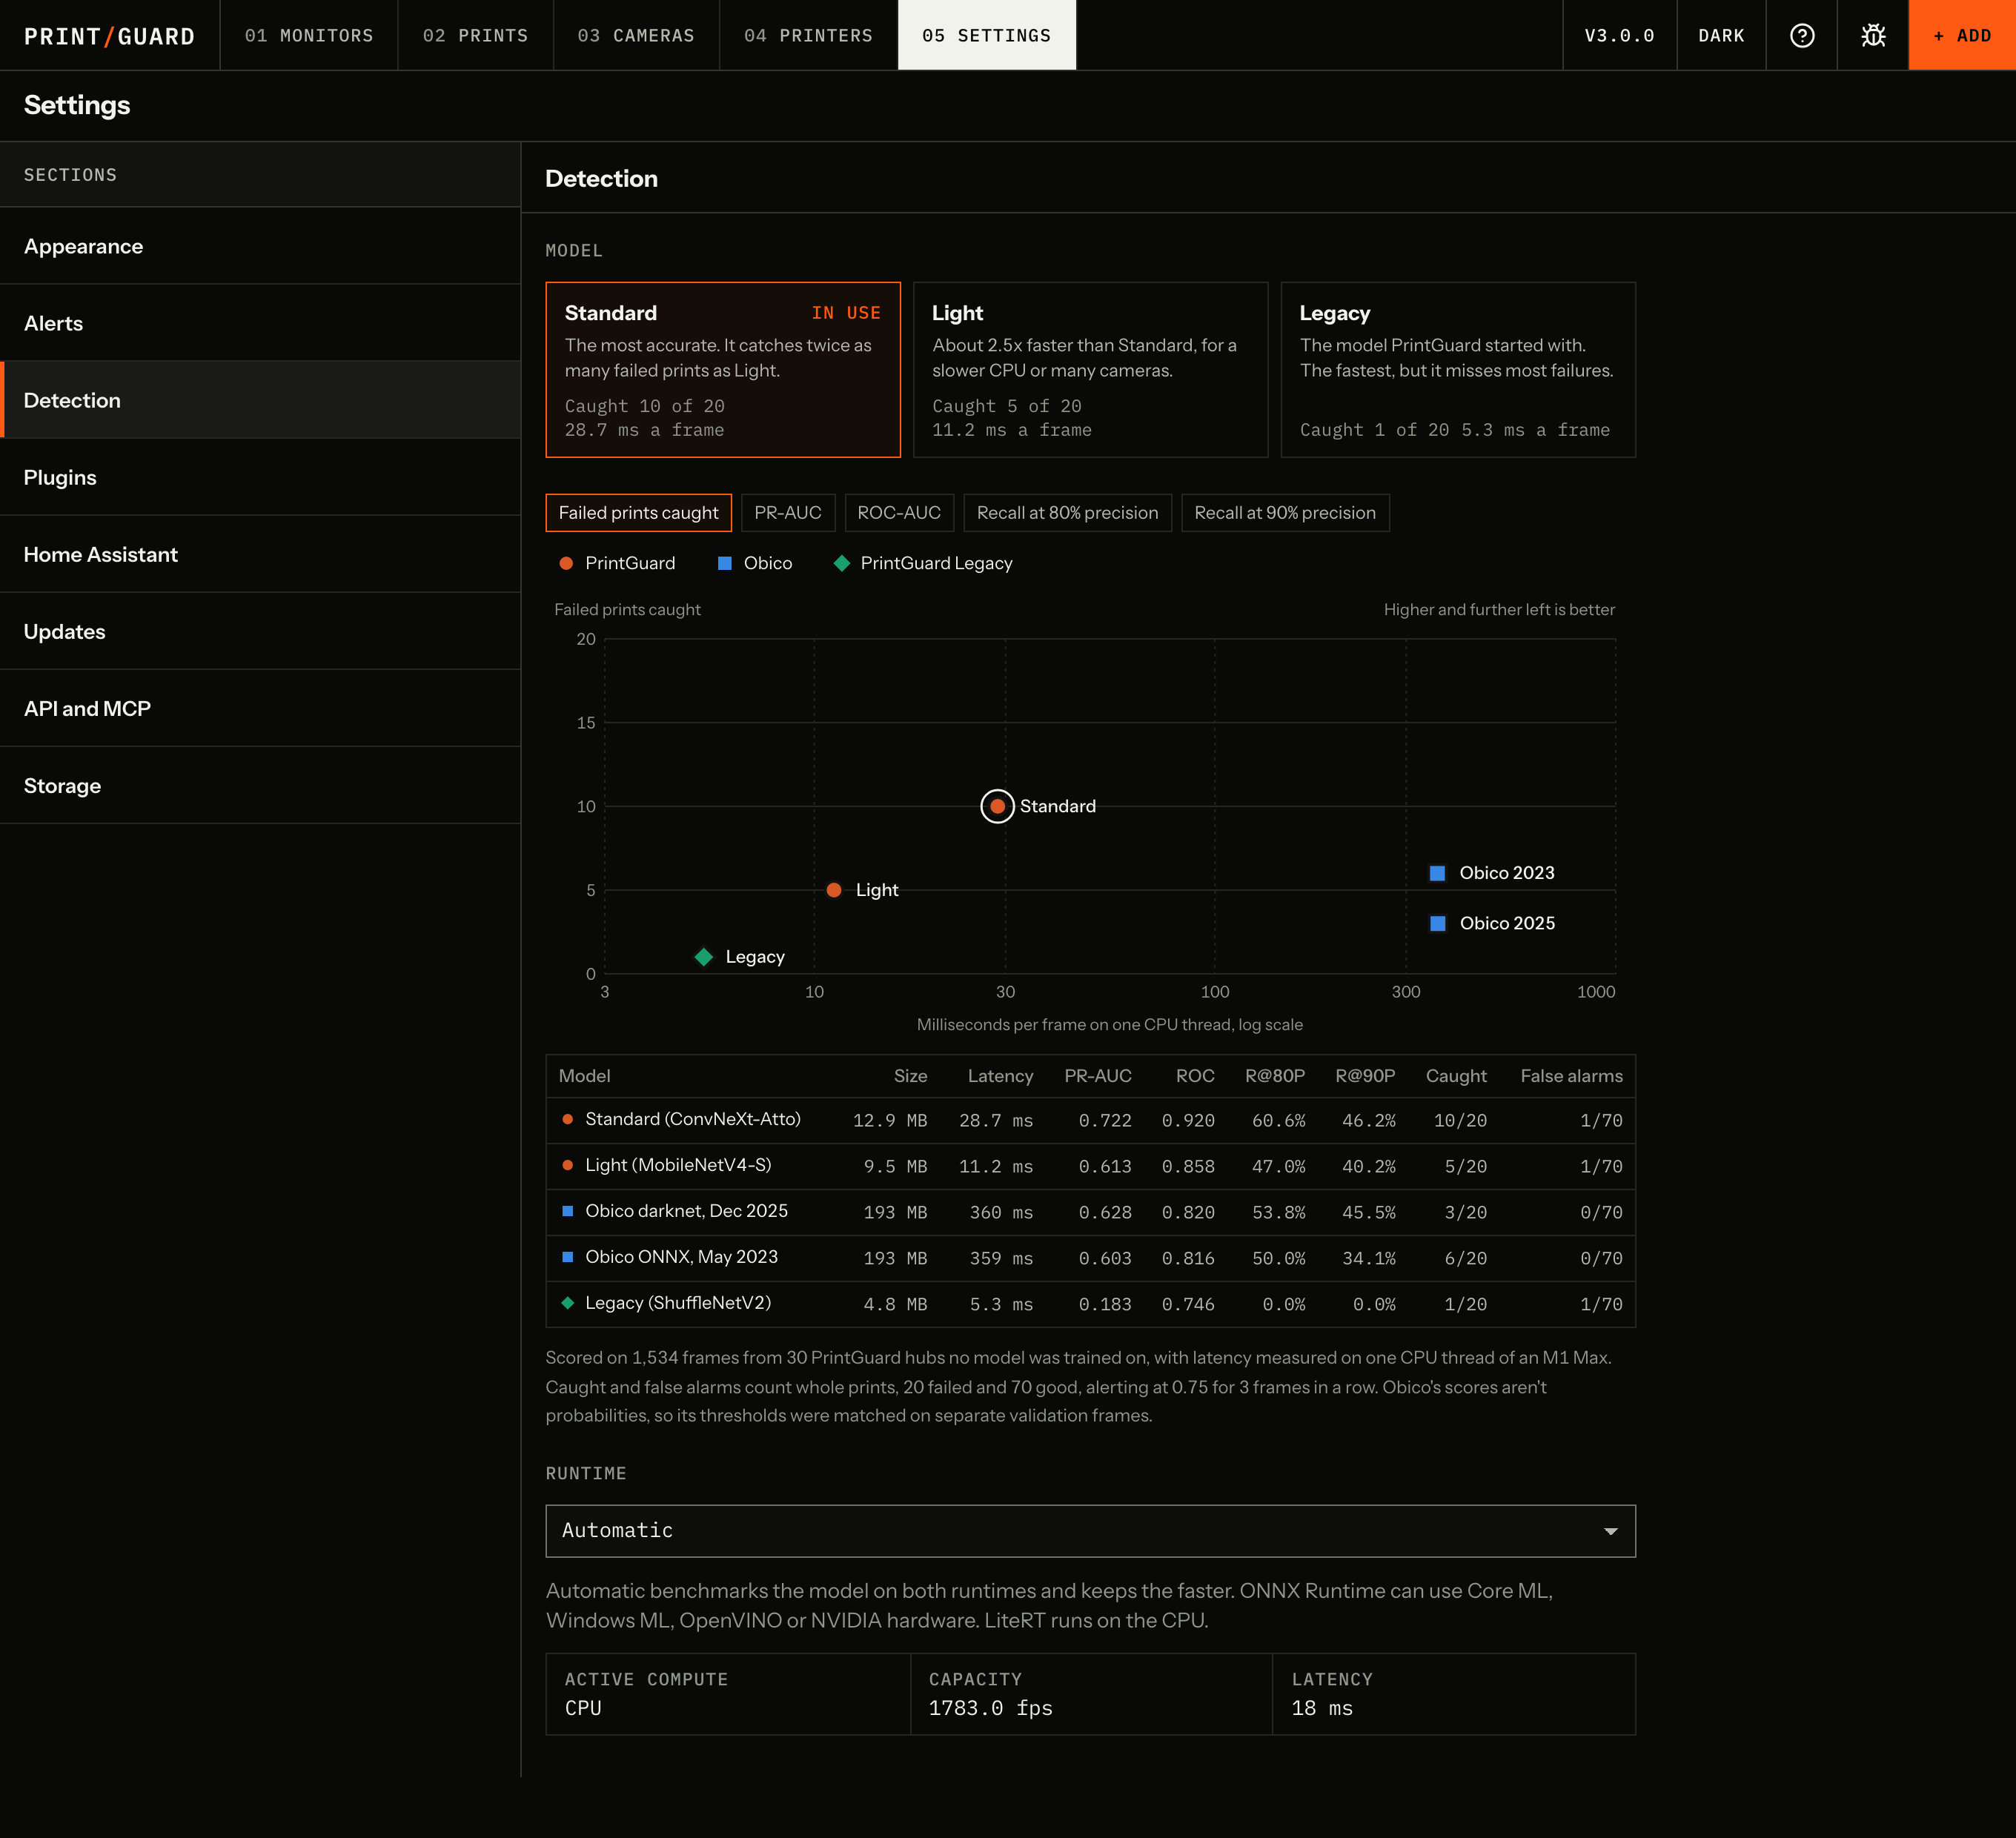 PRINT/GUARD
01 MONITORS
02 PRINTS
03 CAMERAS
04 PRINTERS
05 SETTINGS
V3.0.0
DARK
+ ADD
Settings
SECTIONS
Appearance
Alerts
Detection
Plugins
Home Assistant
Updates
API and MCP
Storage
Detection
MODEL
Standard IN USE
The most accurate. It catches twice as
many failed prints as Light.
Caught 10 of 20
28.7 ms a frame
Light
About 2.5x faster than Standard, for a
slower CPU or many cameras.
Caught 5 of 20
11.2 ms a frame
Legacy
The model PrintGuard started with.
The fastest, but it misses most failures.
Caught 1 of 20 5.3 ms a frame
Failed prints caught
PR-AUC
ROC-AUC
Recall at 80% precision
Recall at 90% precision
PrintGuard
Obico
PrintGuard Legacy
Failed prints caught
Higher and further left is better
20
15
10
5
0
Standard
Obico 2023
Light
Obico 2025
Legacy
3 10 30 100 300 1000
Milliseconds per frame on one CPU thread, log scale
Model Size Latency PR-AUC ROC R@80P R@90P Caught False alarms
Standard (ConvNeXt-Atto) 12.9 MB 28.7 ms 0.722 0.920 60.6% 46.2% 10/20 1/70
Light (MobileNetV4-S) 9.5 MB 11.2 ms 0.613 0.858 47.0% 40.2% 5/20 1/70
Obico darknet, Dec 2025 193 MB 360 ms 0.628 0.820 53.8% 45.5% 3/20 0/70
Obico ONNX, May 2023 193 MB 359 ms 0.603 0.816 50.0% 34.1% 6/20 0/70
Legacy (ShuffleNetV2) 4.8 MB 5.3 ms 0.183 0.746 0.0% 0.0% 1/20 1/70
Scored on 1,534 frames from 30 PrintGuard hubs no model was trained on, with latency measured on one CPU thread of an M1 Max.
Caught and false alarms count whole prints, 20 failed and 70 good, alerting at 0.75 for 3 frames in a row. Obico's scores aren't
probabilities, so its thresholds were matched on separate validation frames.
RUNTIME
Automatic
Automatic benchmarks the model on both runtimes and keeps the faster. ONNX Runtime can use Core ML,
Windows ML, OpenVINO or NVIDIA hardware. LiteRT runs on the CPU.
ACTIVE COMPUTE
CPU
CAPACITY
1783.0 fps
LATENCY
18 ms